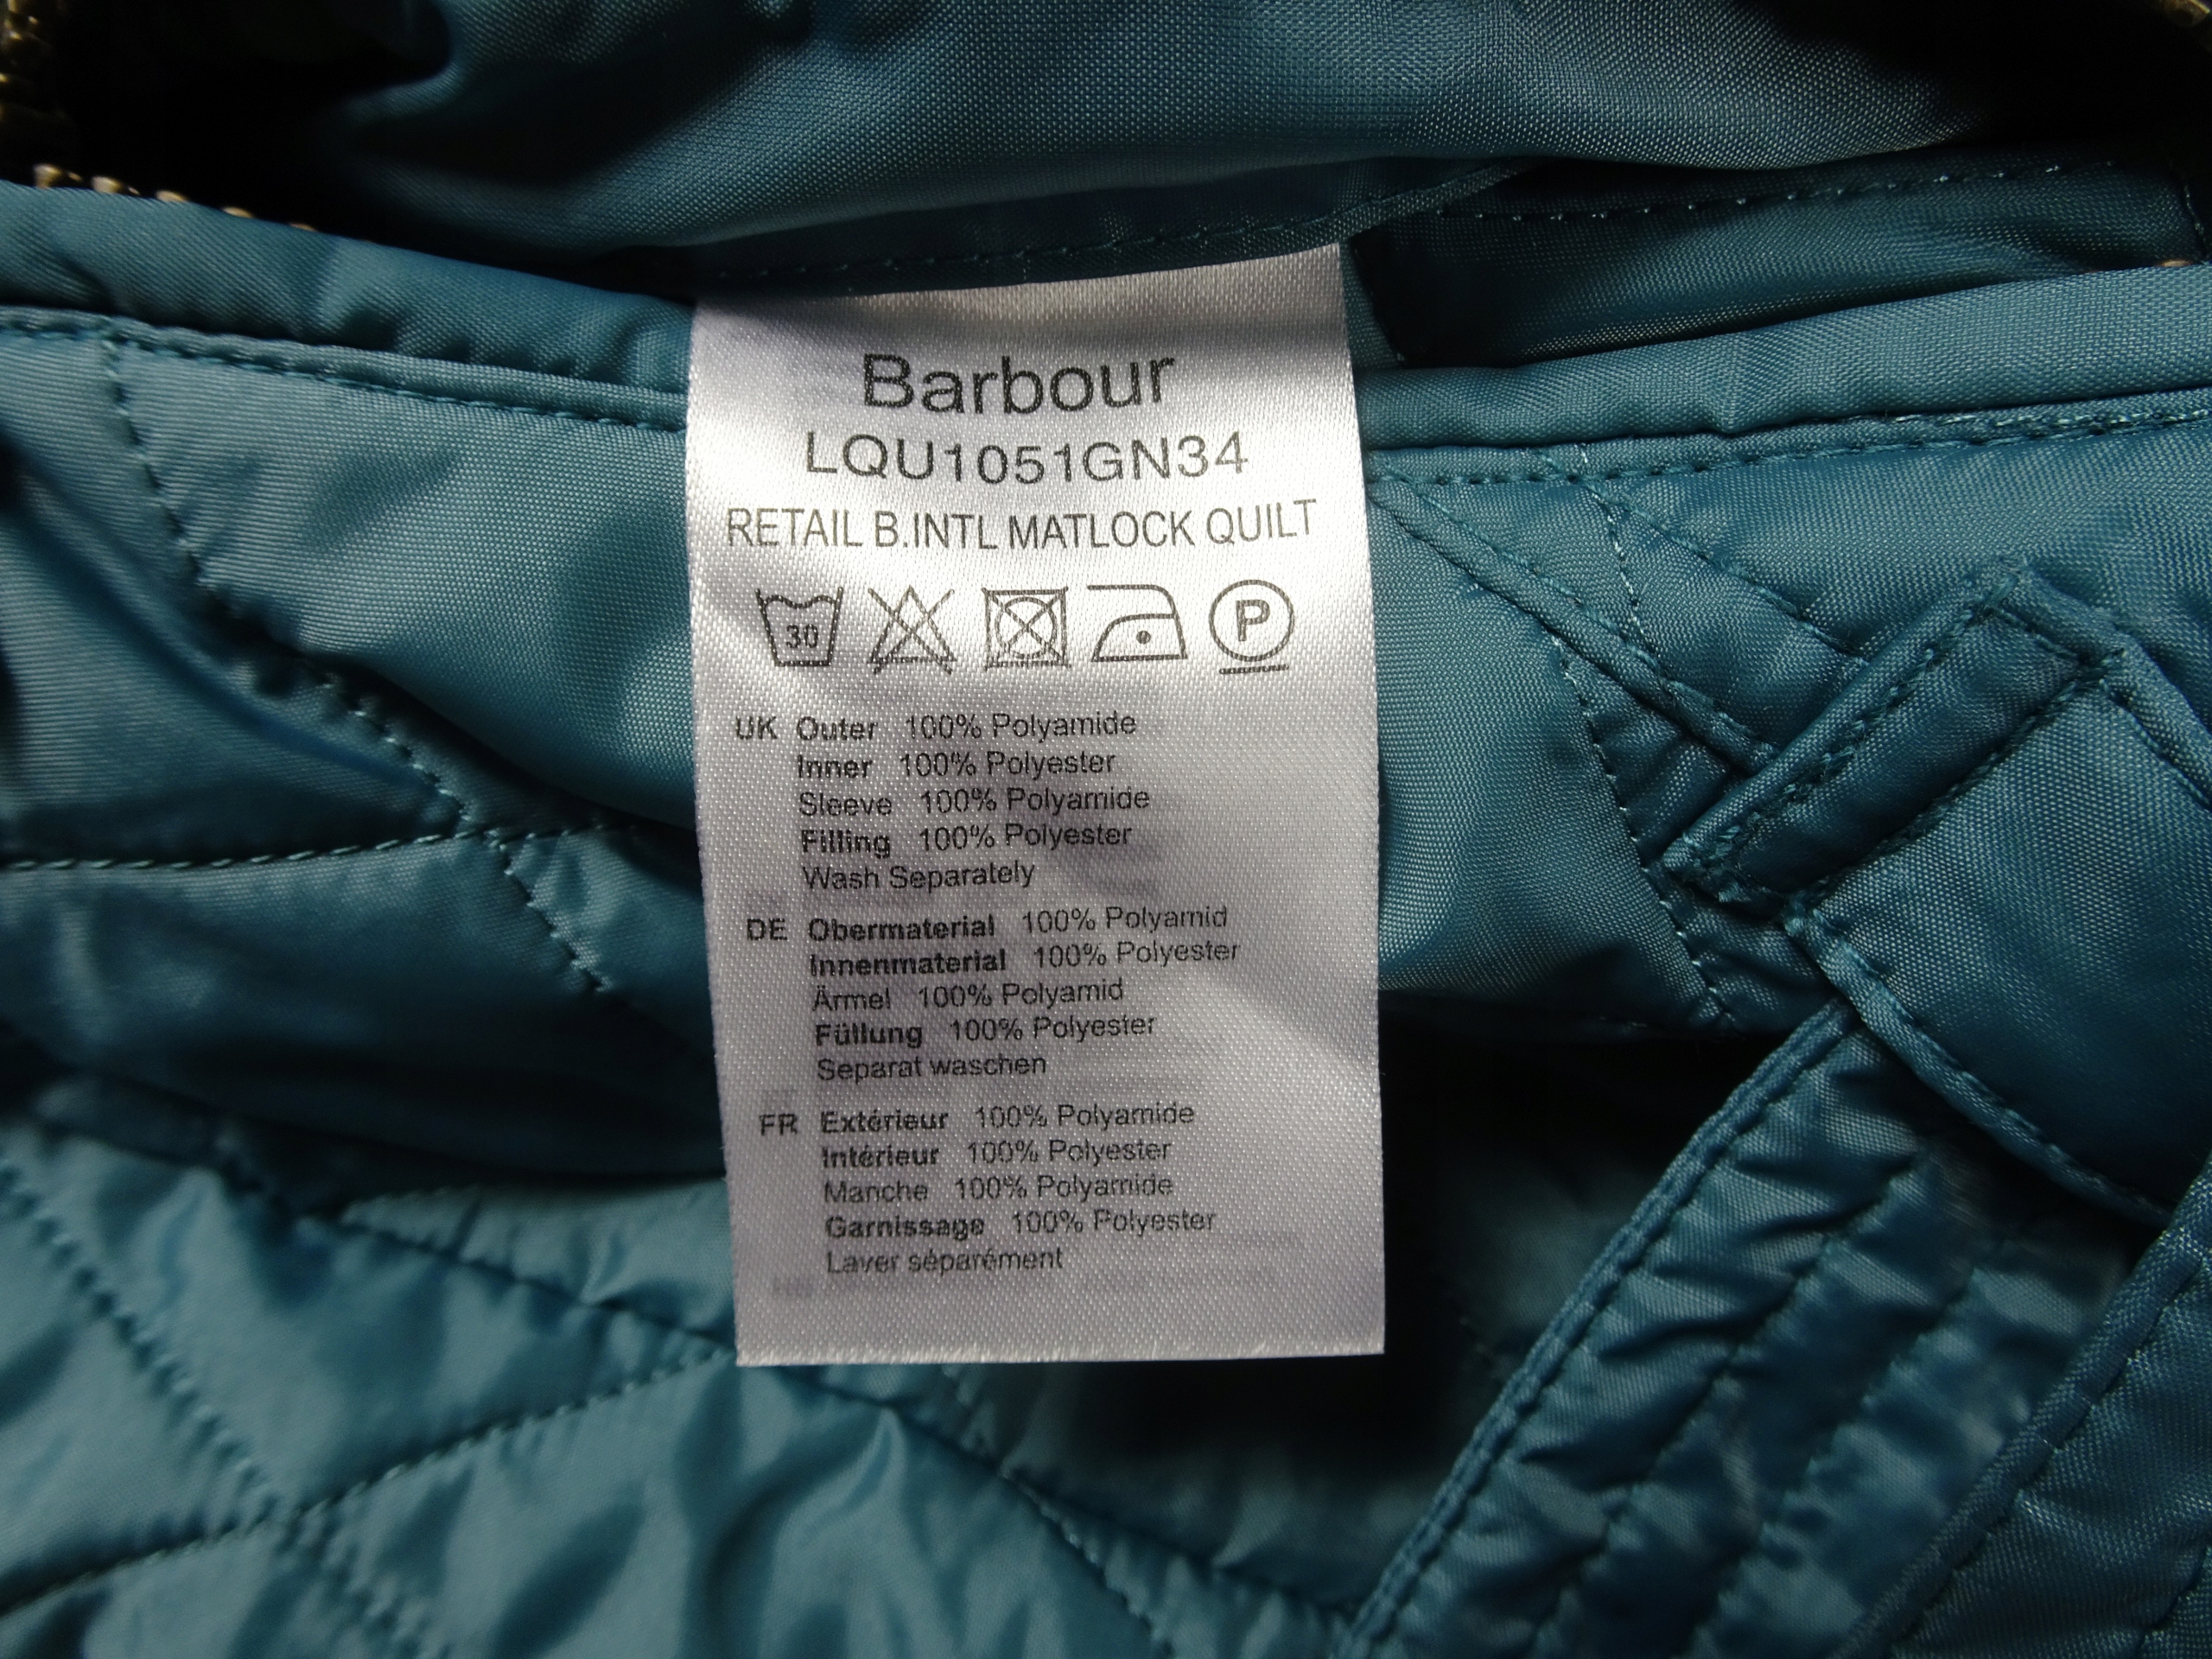 Barbour
LQU1051GN34
RETAIL B.INTL MATLOCK QUILT
30 P
UK Outer 100% Polyamide
Inner 100% Polyester
Sleeve 100% Polyamide
Filling 100% Polyester
Wash Separately
DE Obermaterial 100% Polyamid
Innenmaterial 100% Polyester
Ärmel 100% Polyamid
Füllung 100% Polyester
Separat waschen
FR Extérieur 100% Polyamide
Intérieur 100% Polyester
Manche 100% Polyamide
Garnissage 100% Polyester
Laver séparément